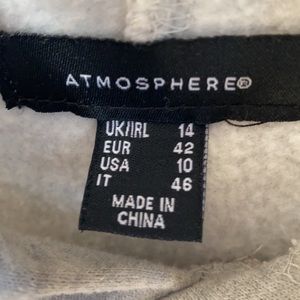 ATMOSPHERE®
UK/IRL 14
EUR 42
USA 10
IT 46
MADE IN
CHINA